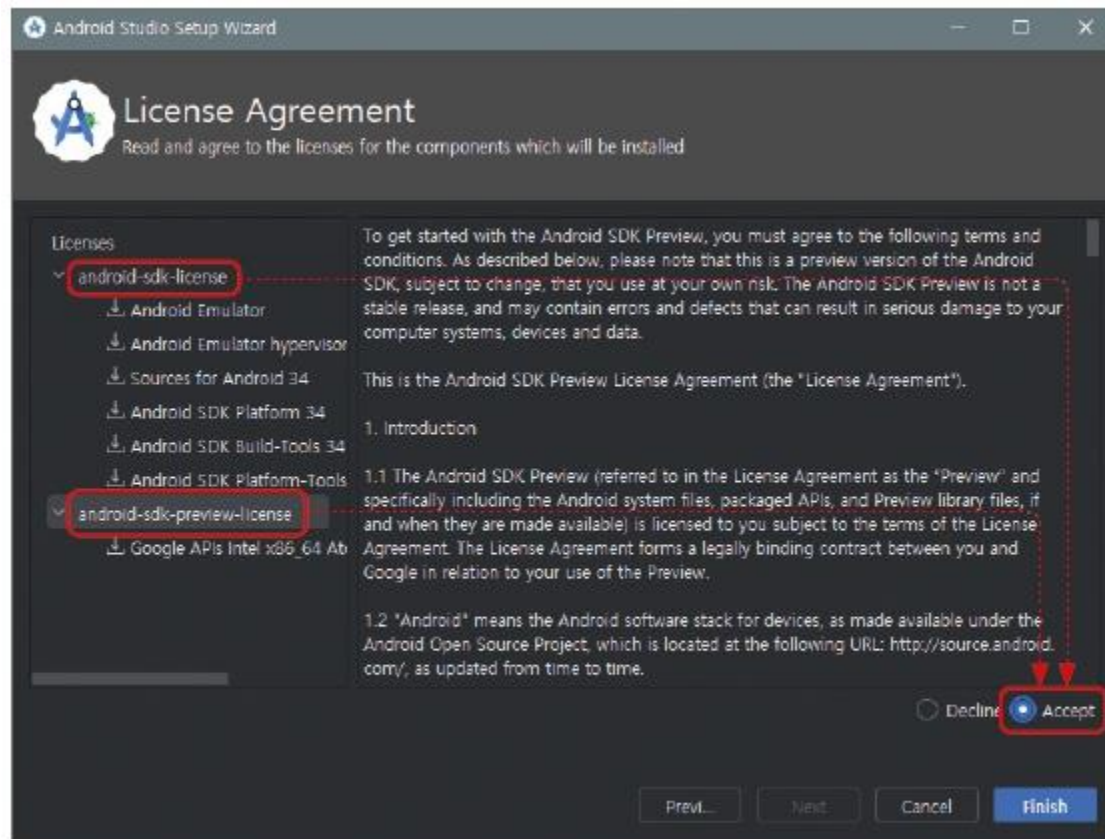 Android Studio Setup Wizard
License Agreement
Read and agree to the licenses for the components which will be installed
Licenses
android-sdk-license
Android Emulator
Android Emulator hypervisor
Sources for Android 34
Android SDK Platform 34
Android SDK Build-Tools 34
Android SDK Platform-Tools
android-sdk-preview-license
Google APIs Intel x86_64 At
To get started with the Android SDK Preview, you must agree to the following terms and
conditions. As described below, please note that this is a preview version of the Android
SDK, subject to change, that you use at your own risk. The Android SDK Preview is not a
stable release, and may contain errors and defects that can result in serious damage to your
computer systems, devices and data.
This is the Android SDK Preview License Agreement (the "License Agreement").
1. Introduction
1.1 The Android SDK Preview (referred to in the License Agreement as the "Preview" and
specifically including the Android system files, packaged APIs, and Preview library files, if
and when they are made available) is licensed to you subject to the terms of the License
Agreement. The License Agreement forms a legally binding contract between you and
Google in relation to your use of the Preview.
1.2 "Android" means the Android software stack for devices, as made available under the
Android Open Source Project, which is located at the following URL: http://source.android.
com/, as updated from time to time.
Decline
Accept
Previ...
Next
Cancel
Finish